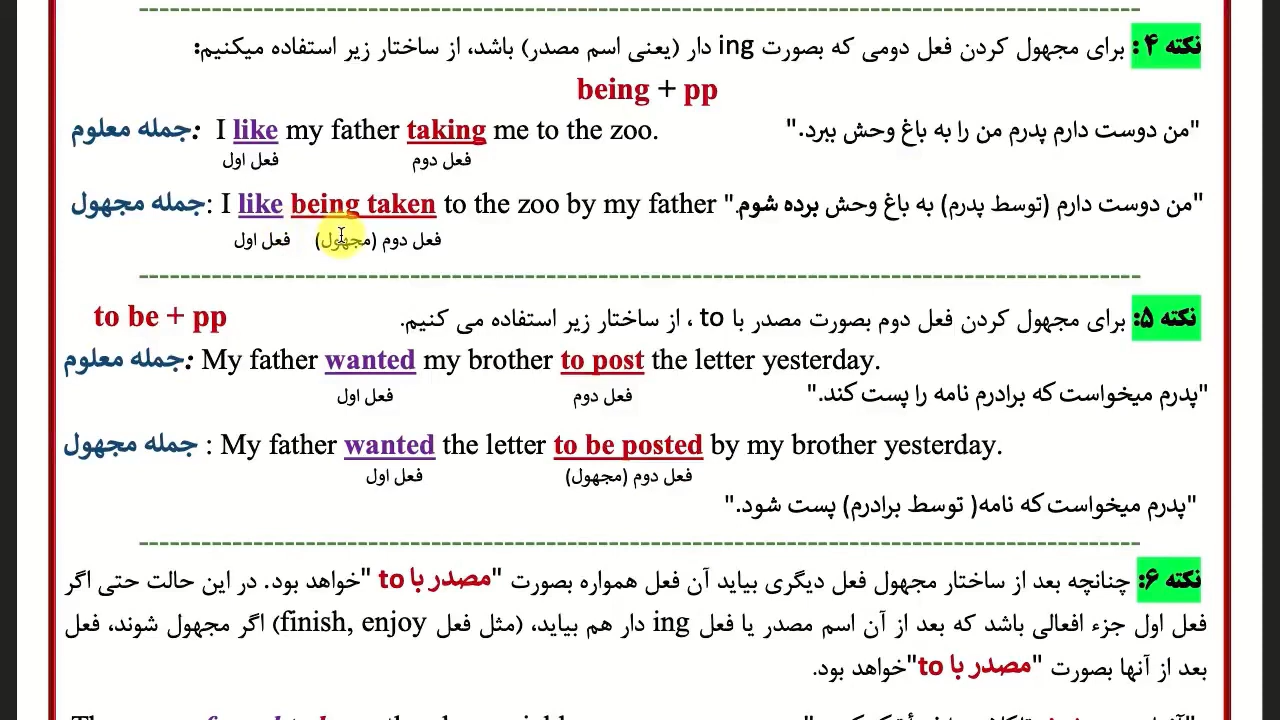 نکته ۴ : برای مجهول کردن فعل دومی که بصورت ing دار (یعنی اسم مصدر) باشد، از ساختار زیر استفاده میکنیم:
being + pp
جمله معلوم: I like my father taking me to the zoo. "من دوست دارم پدرم من را به باغ وحش ببرد."
فعل اول فعل دوم
جمله مجهول: I like being taken to the zoo by my father "من دوست دارم (توسط پدرم) به باغ وحش برده شوم."
فعل اول فعل دوم (مجهول)
نکته ۵: برای مجهول کردن فعل دوم بصورت مصدر با to ، از ساختار زیر استفاده می کنیم. to be + pp
جمله معلوم: My father wanted my brother to post the letter yesterday.
فعل اول فعل دوم "پدرم میخواست که برادرم نامه را پست کند."
جمله مجهول : My father wanted the letter to be posted by my brother yesterday.
فعل اول فعل دوم (مجهول)
"پدرم میخواست که نامه( توسط برادرم) پست شود."
نکته ۶: چنانچه بعد از ساختار مجهول فعل دیگری بیاید آن فعل همواره بصورت "مصدر با to "خواهد بود. در این حالت حتی اگر
فعل اول جزء افعالی باشد که بعد از آن اسم مصدر یا فعل ing دار هم بیاید، (مثل فعل finish, enjoy) اگر مجهول شوند، فعل
بعد از آنها بصورت "مصدر با to"خواهد بود.